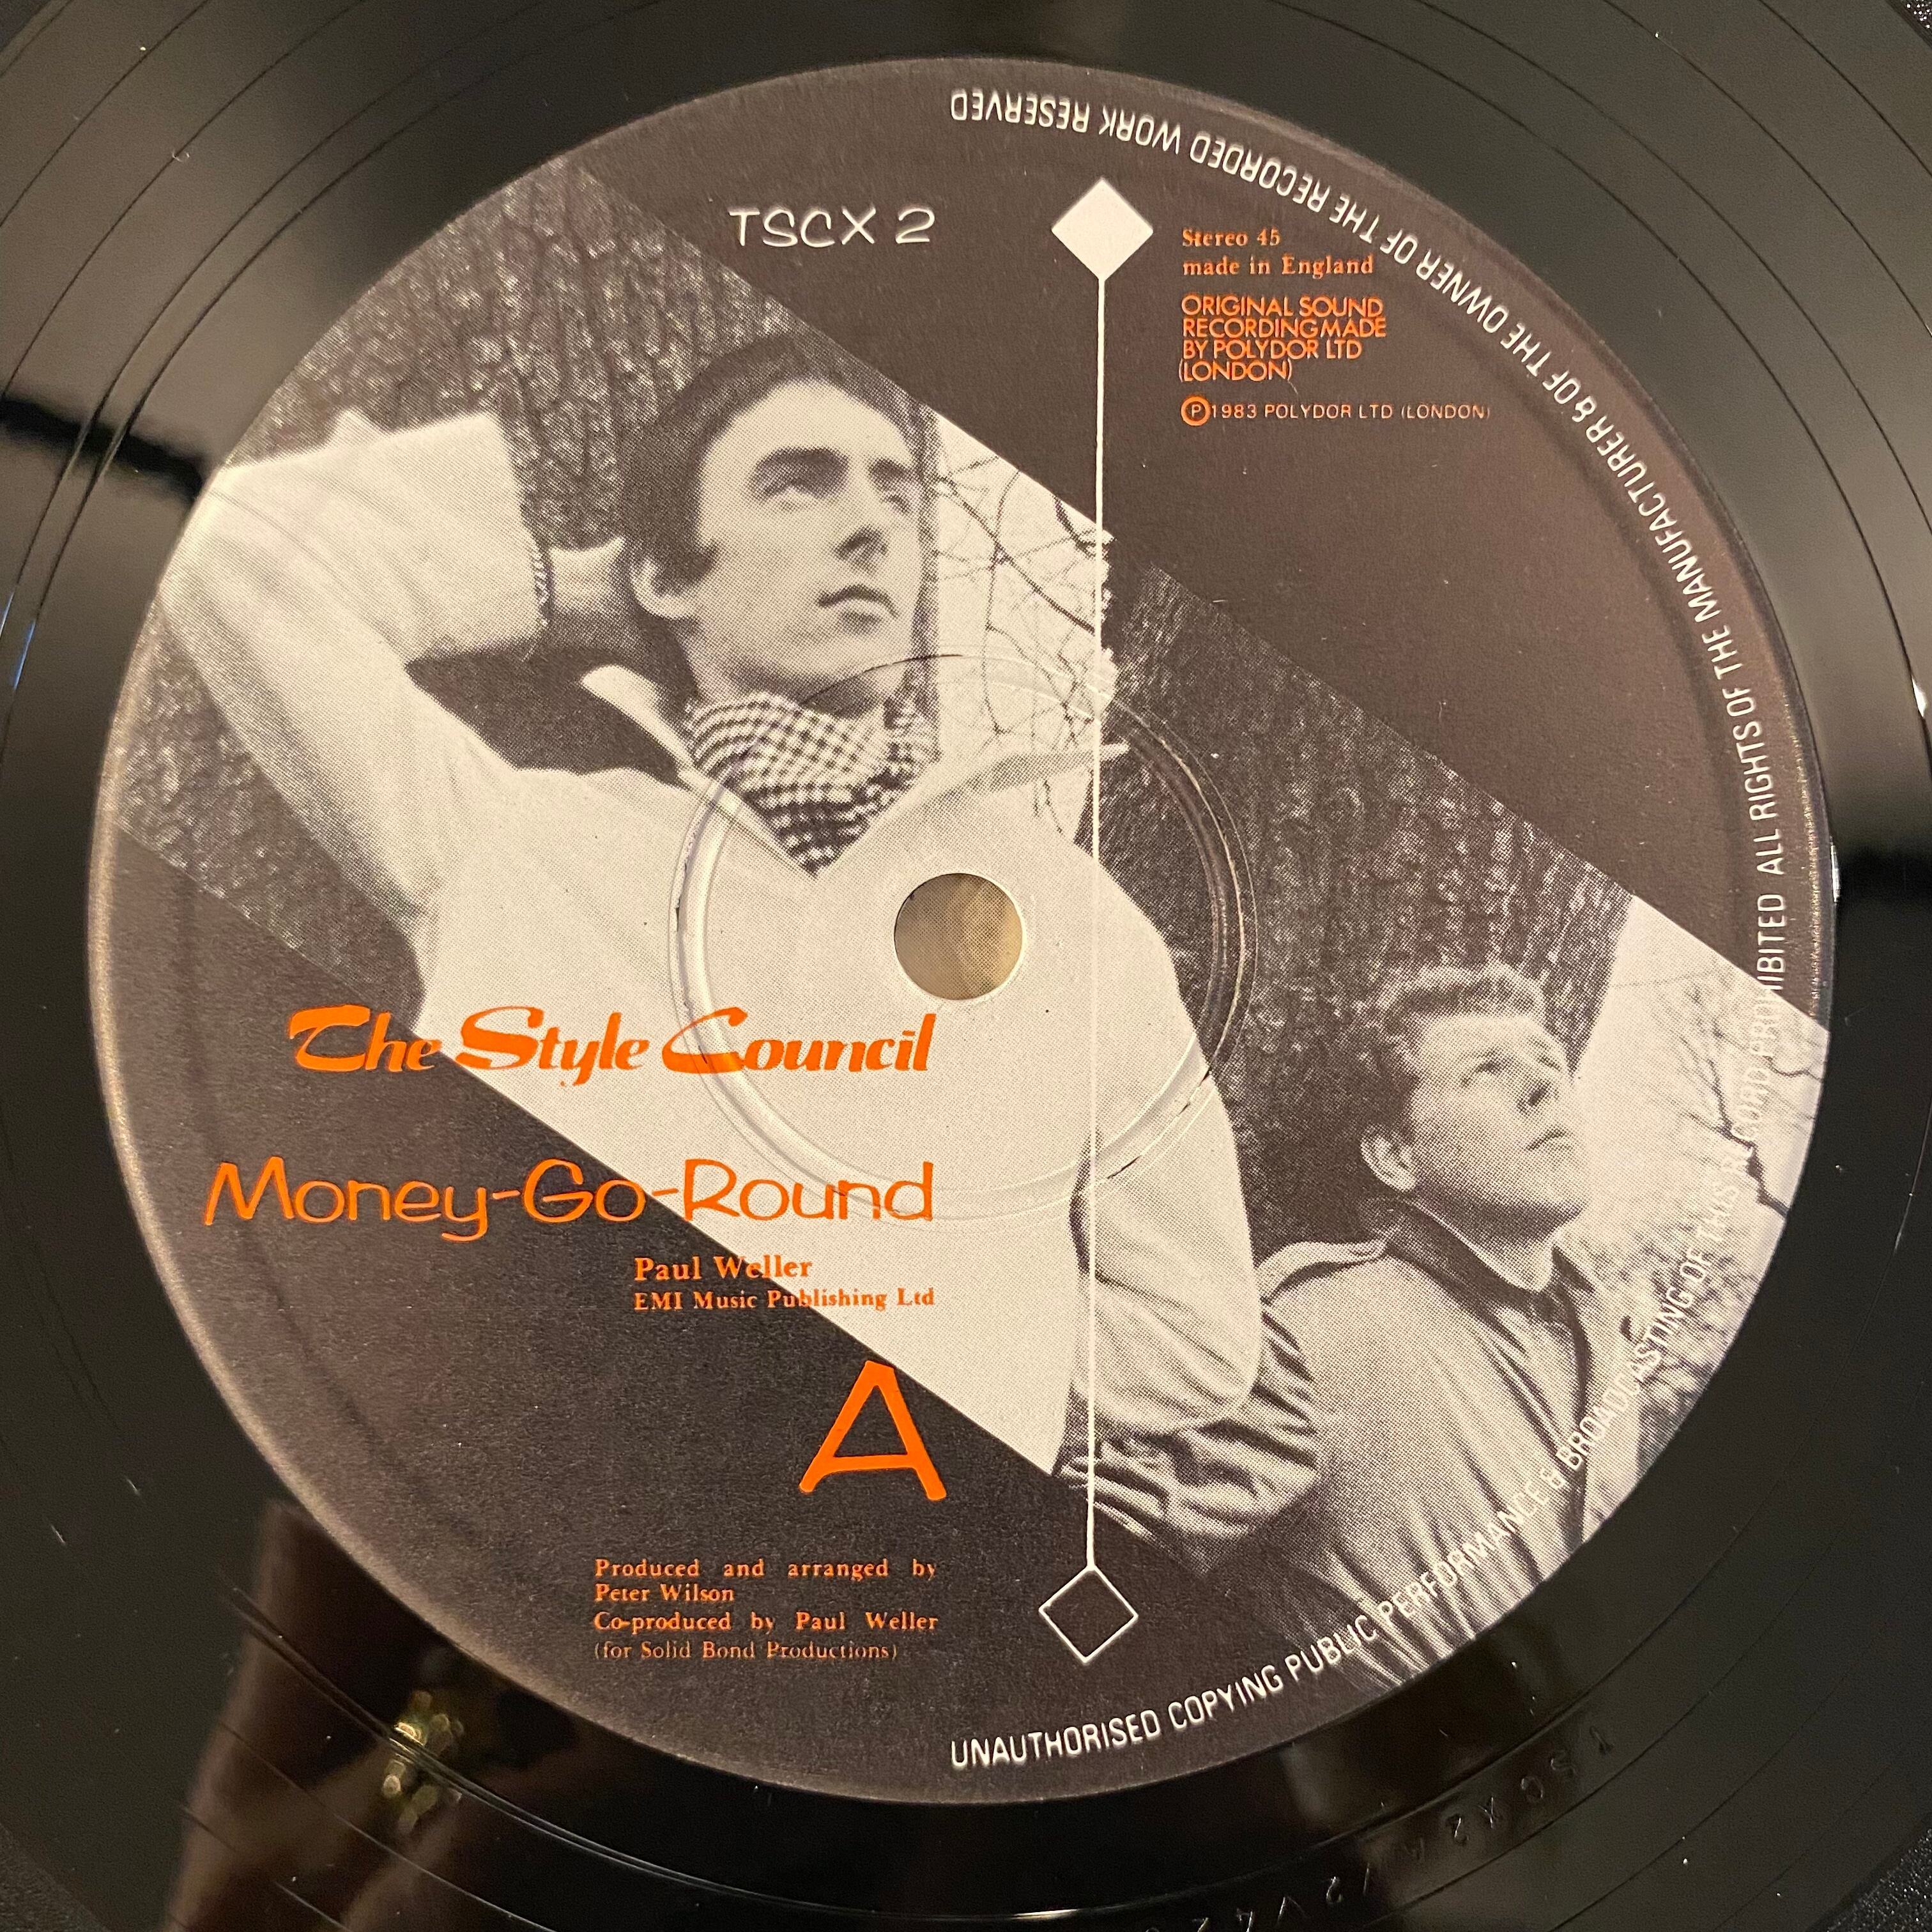 TSCX 2
Stereo 45
made in England
ORIGINAL SOUND
RECORDING MADE
BY POLYDOR LTD
(LONDON)
Ⓟ1983 POLYDOR LTD (LONDON)
The Style Council
Money-Go-Round
Paul Weller
EMI Music Publishing Ltd
A
Produced and arranged by
Peter Wilson
Co-produced by Paul Weller
(for Solid Bond Productions)
UNAUTHORISED COPYING PUBLIC PERFORMANCE & BROADCASTING OF THIS RECORD PROHIBITED ALL RIGHTS OF THE MANUFACTURER & OF THE OWNER OF THE RECORDED WORK RESERVED